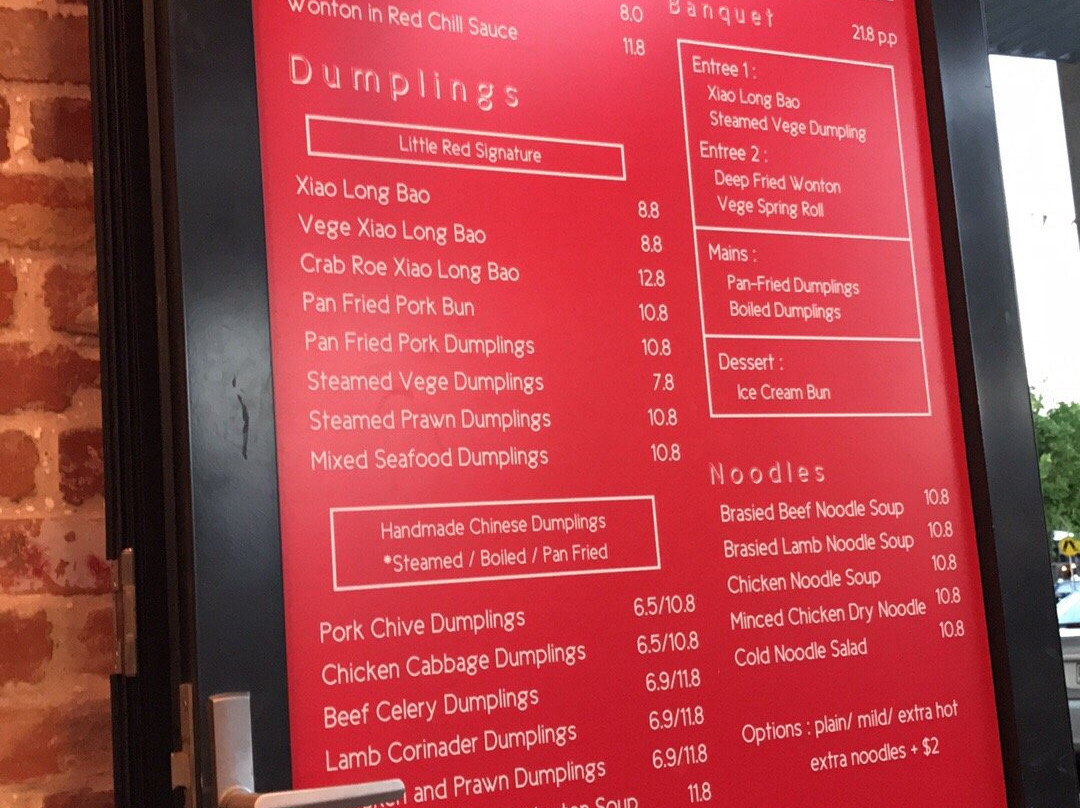 Wonton in Red Chill Sauce 8.0
11.8
Dumplings
Little Red Signature
Xiao Long Bao 8.8
Vege Xiao Long Bao 8.8
Crab Roe Xiao Long Bao 12.8
Pan Fried Pork Bun 10.8
Pan Fried Pork Dumplings 10.8
Steamed Vege Dumplings 7.8
Steamed Prawn Dumplings 10.8
Mixed Seafood Dumplings 10.8
Handmade Chinese Dumplings
*Steamed / Boiled / Pan Fried
Pork Chive Dumplings 6.5/10.8
Chicken Cabbage Dumplings 6.5/10.8
Beef Celery Dumplings 6.9/11.8
Lamb Corinader Dumplings 6.9/11.8
and Prawn Dumplings 6.9/11.8
Soup 11.8
Banquet 21.8 p.p
Entree 1 :
Xiao Long Bao
Steamed Vege Dumpling
Entree 2 :
Deep Fried Wonton
Vege Spring Roll
Mains :
Pan-Fried Dumplings
Boiled Dumplings
Dessert :
Ice Cream Bun
Noodles
Brasied Beef Noodle Soup 10.8
Brasied Lamb Noodle Soup 10.8
Chicken Noodle Soup 10.8
Minced Chicken Dry Noodle 10.8
Cold Noodle Salad 10.8
Options : plain/ mild/ extra hot
extra noodles + $2